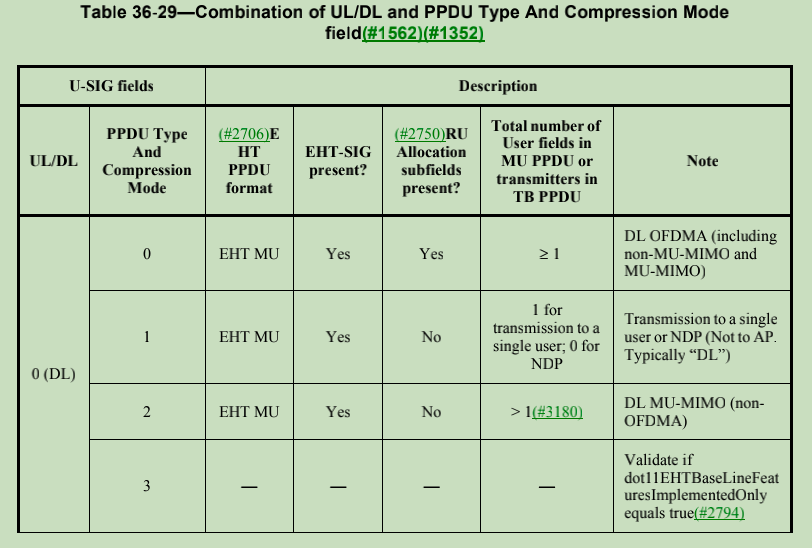 Table 36-29—Combination of UL/DL and PPDU Type And Compression Mode
field(#1562)(#1352)
U-SIG fields
Description
UL/DL
PPDU Type
And
Compression
Mode
(#2706)E
HT
PPDU
format
EHT-SIG
present?
(#2750)RU
Allocation
subfields
present?
Total number of
User fields in
MU PPDU or
transmitters in
TB PPDU
Note
0 (DL)
0
EHT MU
Yes
Yes
≥ 1
DL OFDMA (including
non-MU-MIMO and
MU-MIMO)
1
EHT MU
Yes
No
1 for
transmission to a
single user; 0 for
NDP
Transmission to a single
user or NDP (Not to AP.
Typically “DL”)
2
EHT MU
Yes
No
> 1(#3180)
DL MU-MIMO (non-
OFDMA)
3
—
—
—
—
Validate if
dot11EHTBaseLineFeat
uresImplementedOnly
equals true(#2794)